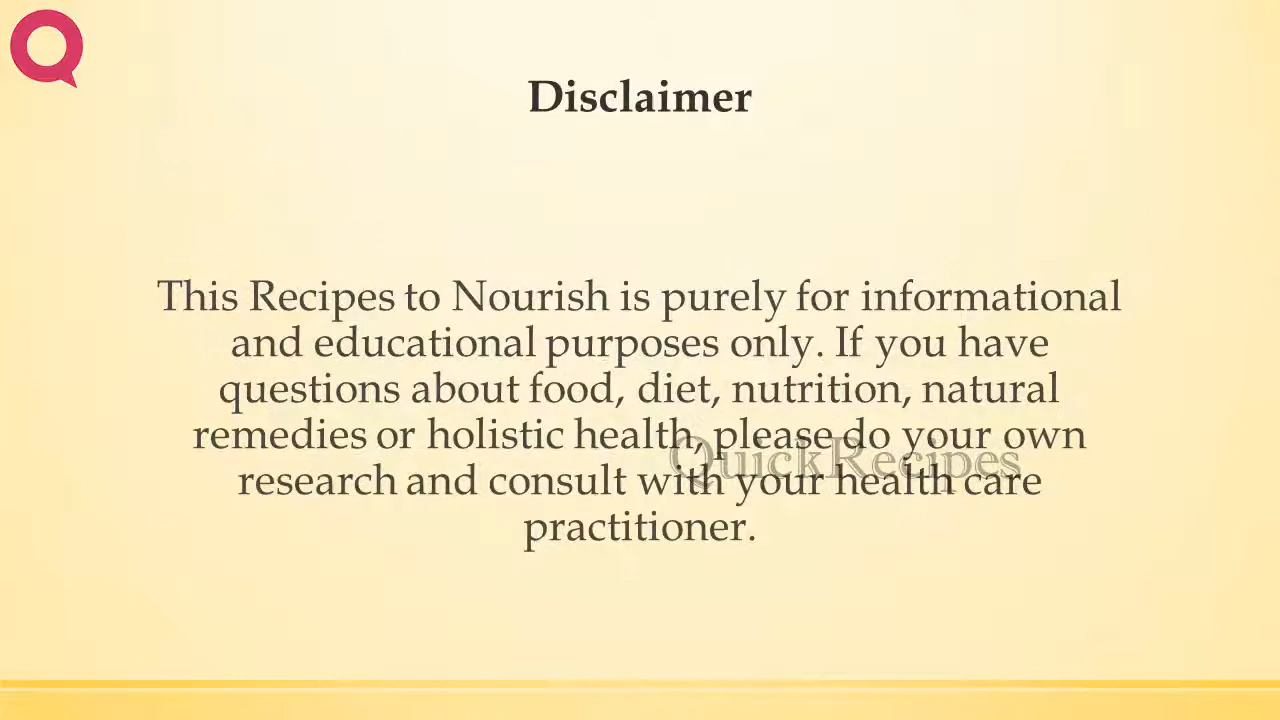 Disclaimer
This Recipes to Nourish is purely for informational
and educational purposes only. If you have
questions about food, diet, nutrition, natural
remedies or holistic health, please do your own
QuickRecipes
research and consult with your health care
practitioner.